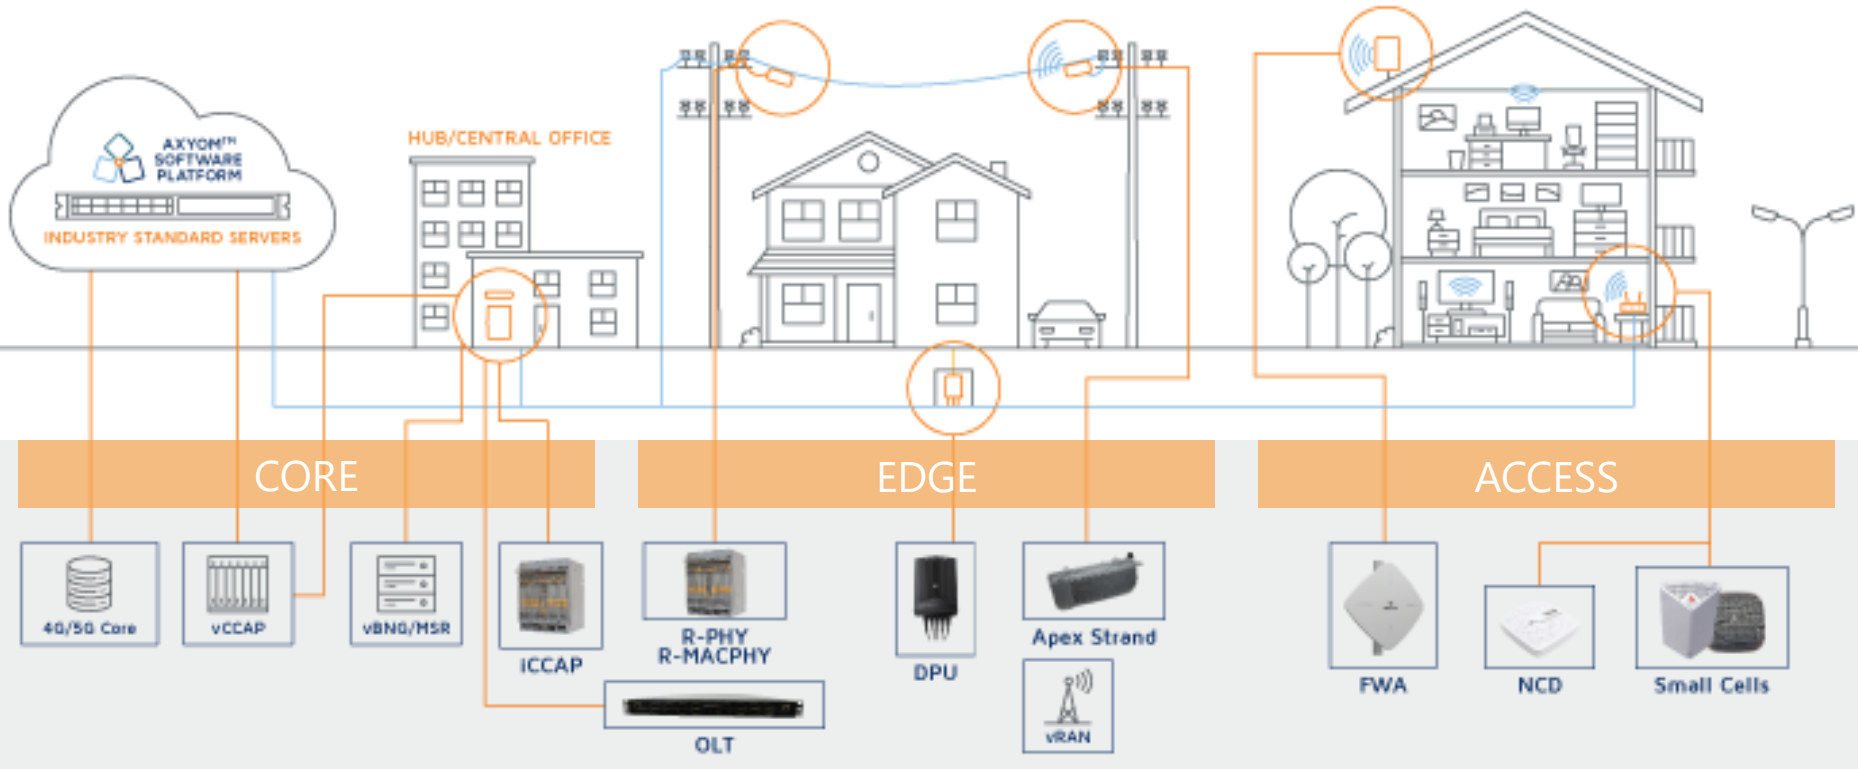 AXYOM™
SOFTWARE
PLATFORM
INDUSTRY STANDARD SERVERS
HUB/CENTRAL OFFICE
CORE
EDGE
ACCESS
4G/5G Core
vCCAP
vBNG/MSR
iCCAP
OLT
R-PHY
R-MACPHY
DPU
Apex Strand
vRAN
FWA
NCD
Small Cells